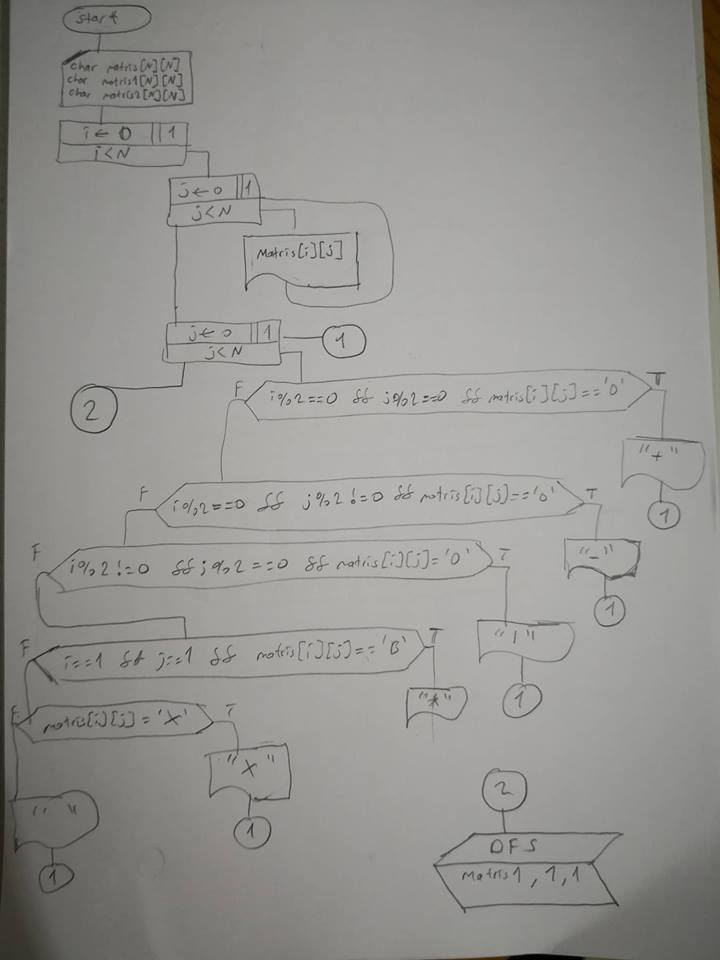 start
char matris[N][N]
char matris1[N][N]
char matris2[N][N]
i ← 0 || 1
i < N
j ← 0 || 1
j < N
Matris[i][j]
j ← 0 || 1
j < N
1
2
F i%2==0 && j%2==0 && matris[i][j]=='0' T
"+"
1
F i%2==0 && j%2!=0 && matris[i][j]=='0' T
"-"
1
F i%2!=0 && j%2==0 && matris[i][j]='0' T
"|"
1
F i==1 && j==1 && matris[i][j]=='B' T
"*"
F matris[i][j]='X' T
"X"
1
" "
1
2
DFS
Matris1, 1, 1